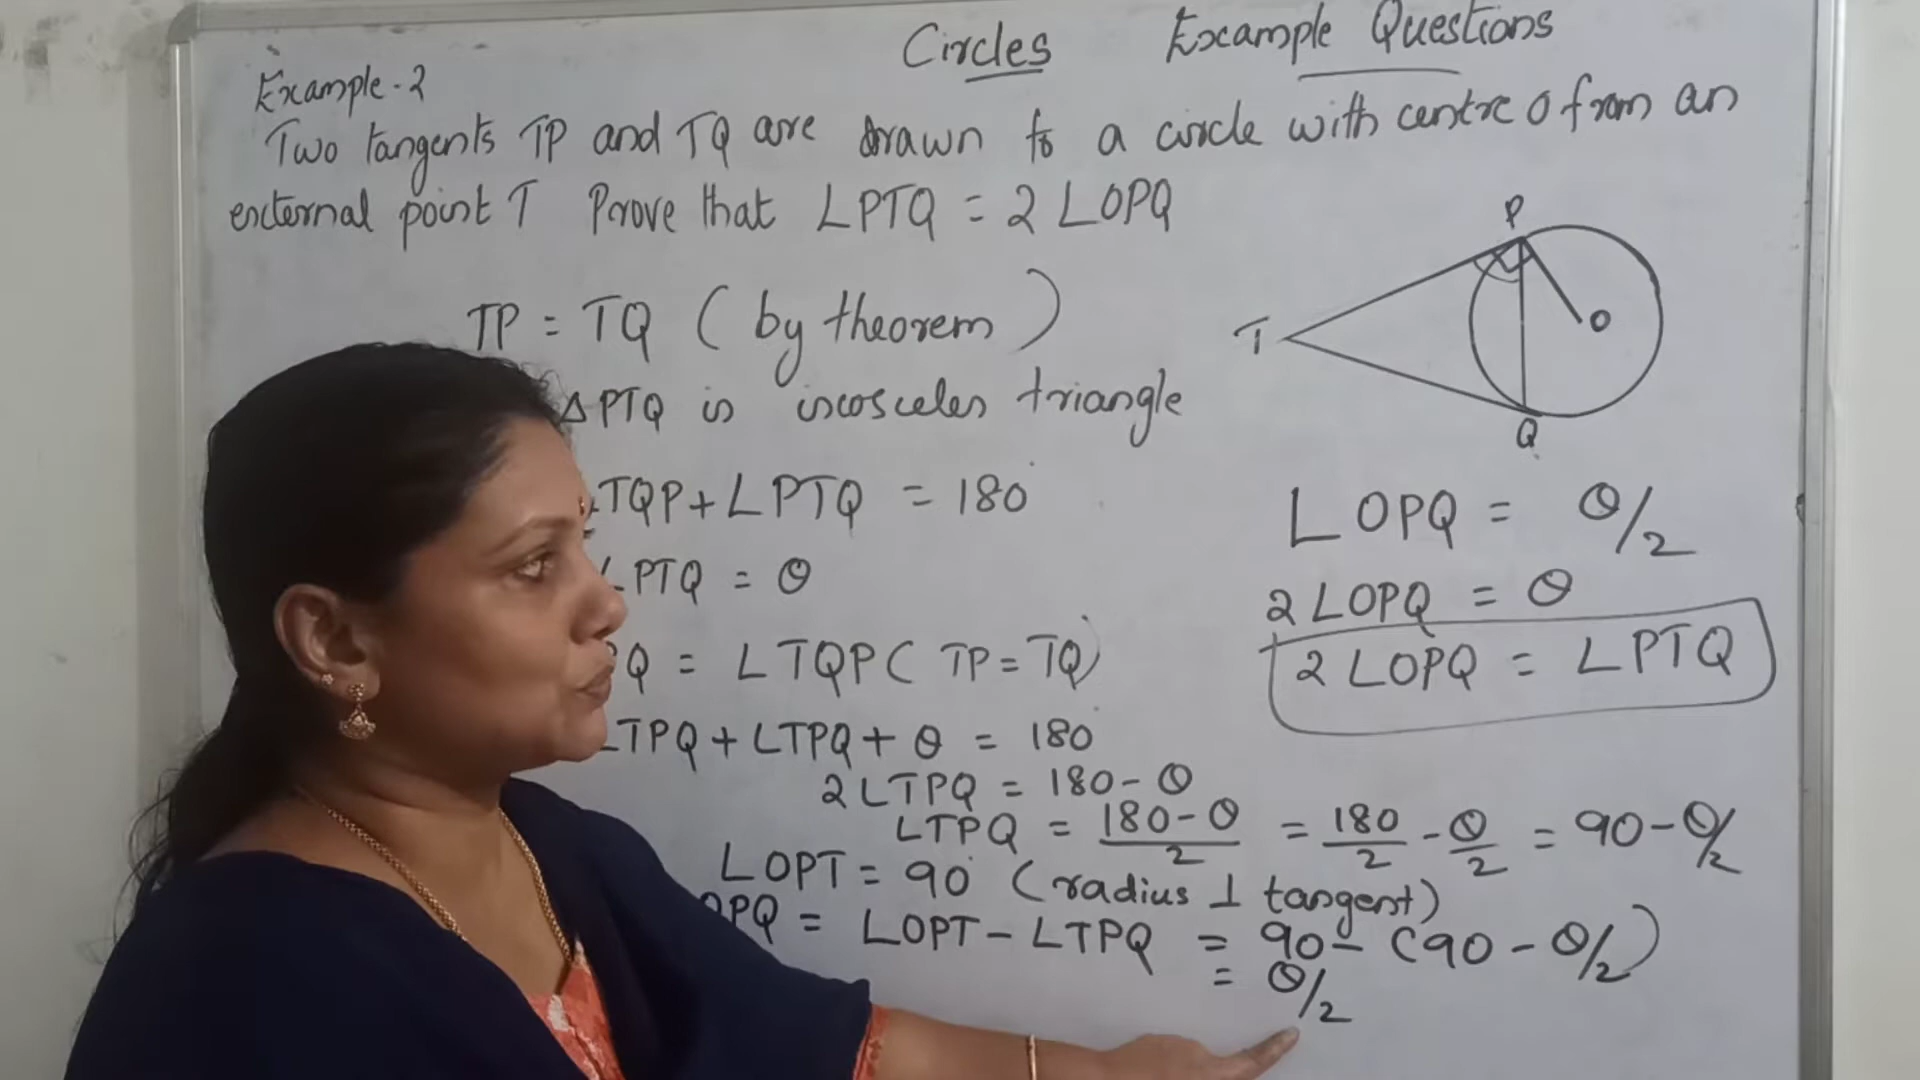 Circles Example Questions
Example-2
Two tangents TP and TQ are drawn to a circle with centre O from an
external point T Prove that ∠PTQ = 2 ∠OPQ
TP = TQ (by theorem)
△PTQ is isosceles triangle
TQP + ∠PTQ = 180°
∠PTQ = θ
Q = ∠TQP ( TP = TQ)
∠TPQ + ∠TPQ + θ = 180
2∠TPQ = 180 - θ
∠TPQ = 180 - θ/2 = 180/2 - θ/2 = 90 - θ/2
∠OPT = 90° (radius ⊥ tangent)
OPQ = ∠OPT - ∠TPQ = 90 - (90 - θ/2)
= θ/2
P
T
O
Q
∠OPQ = θ/2
2∠OPQ = θ
2∠OPQ = ∠PTQ